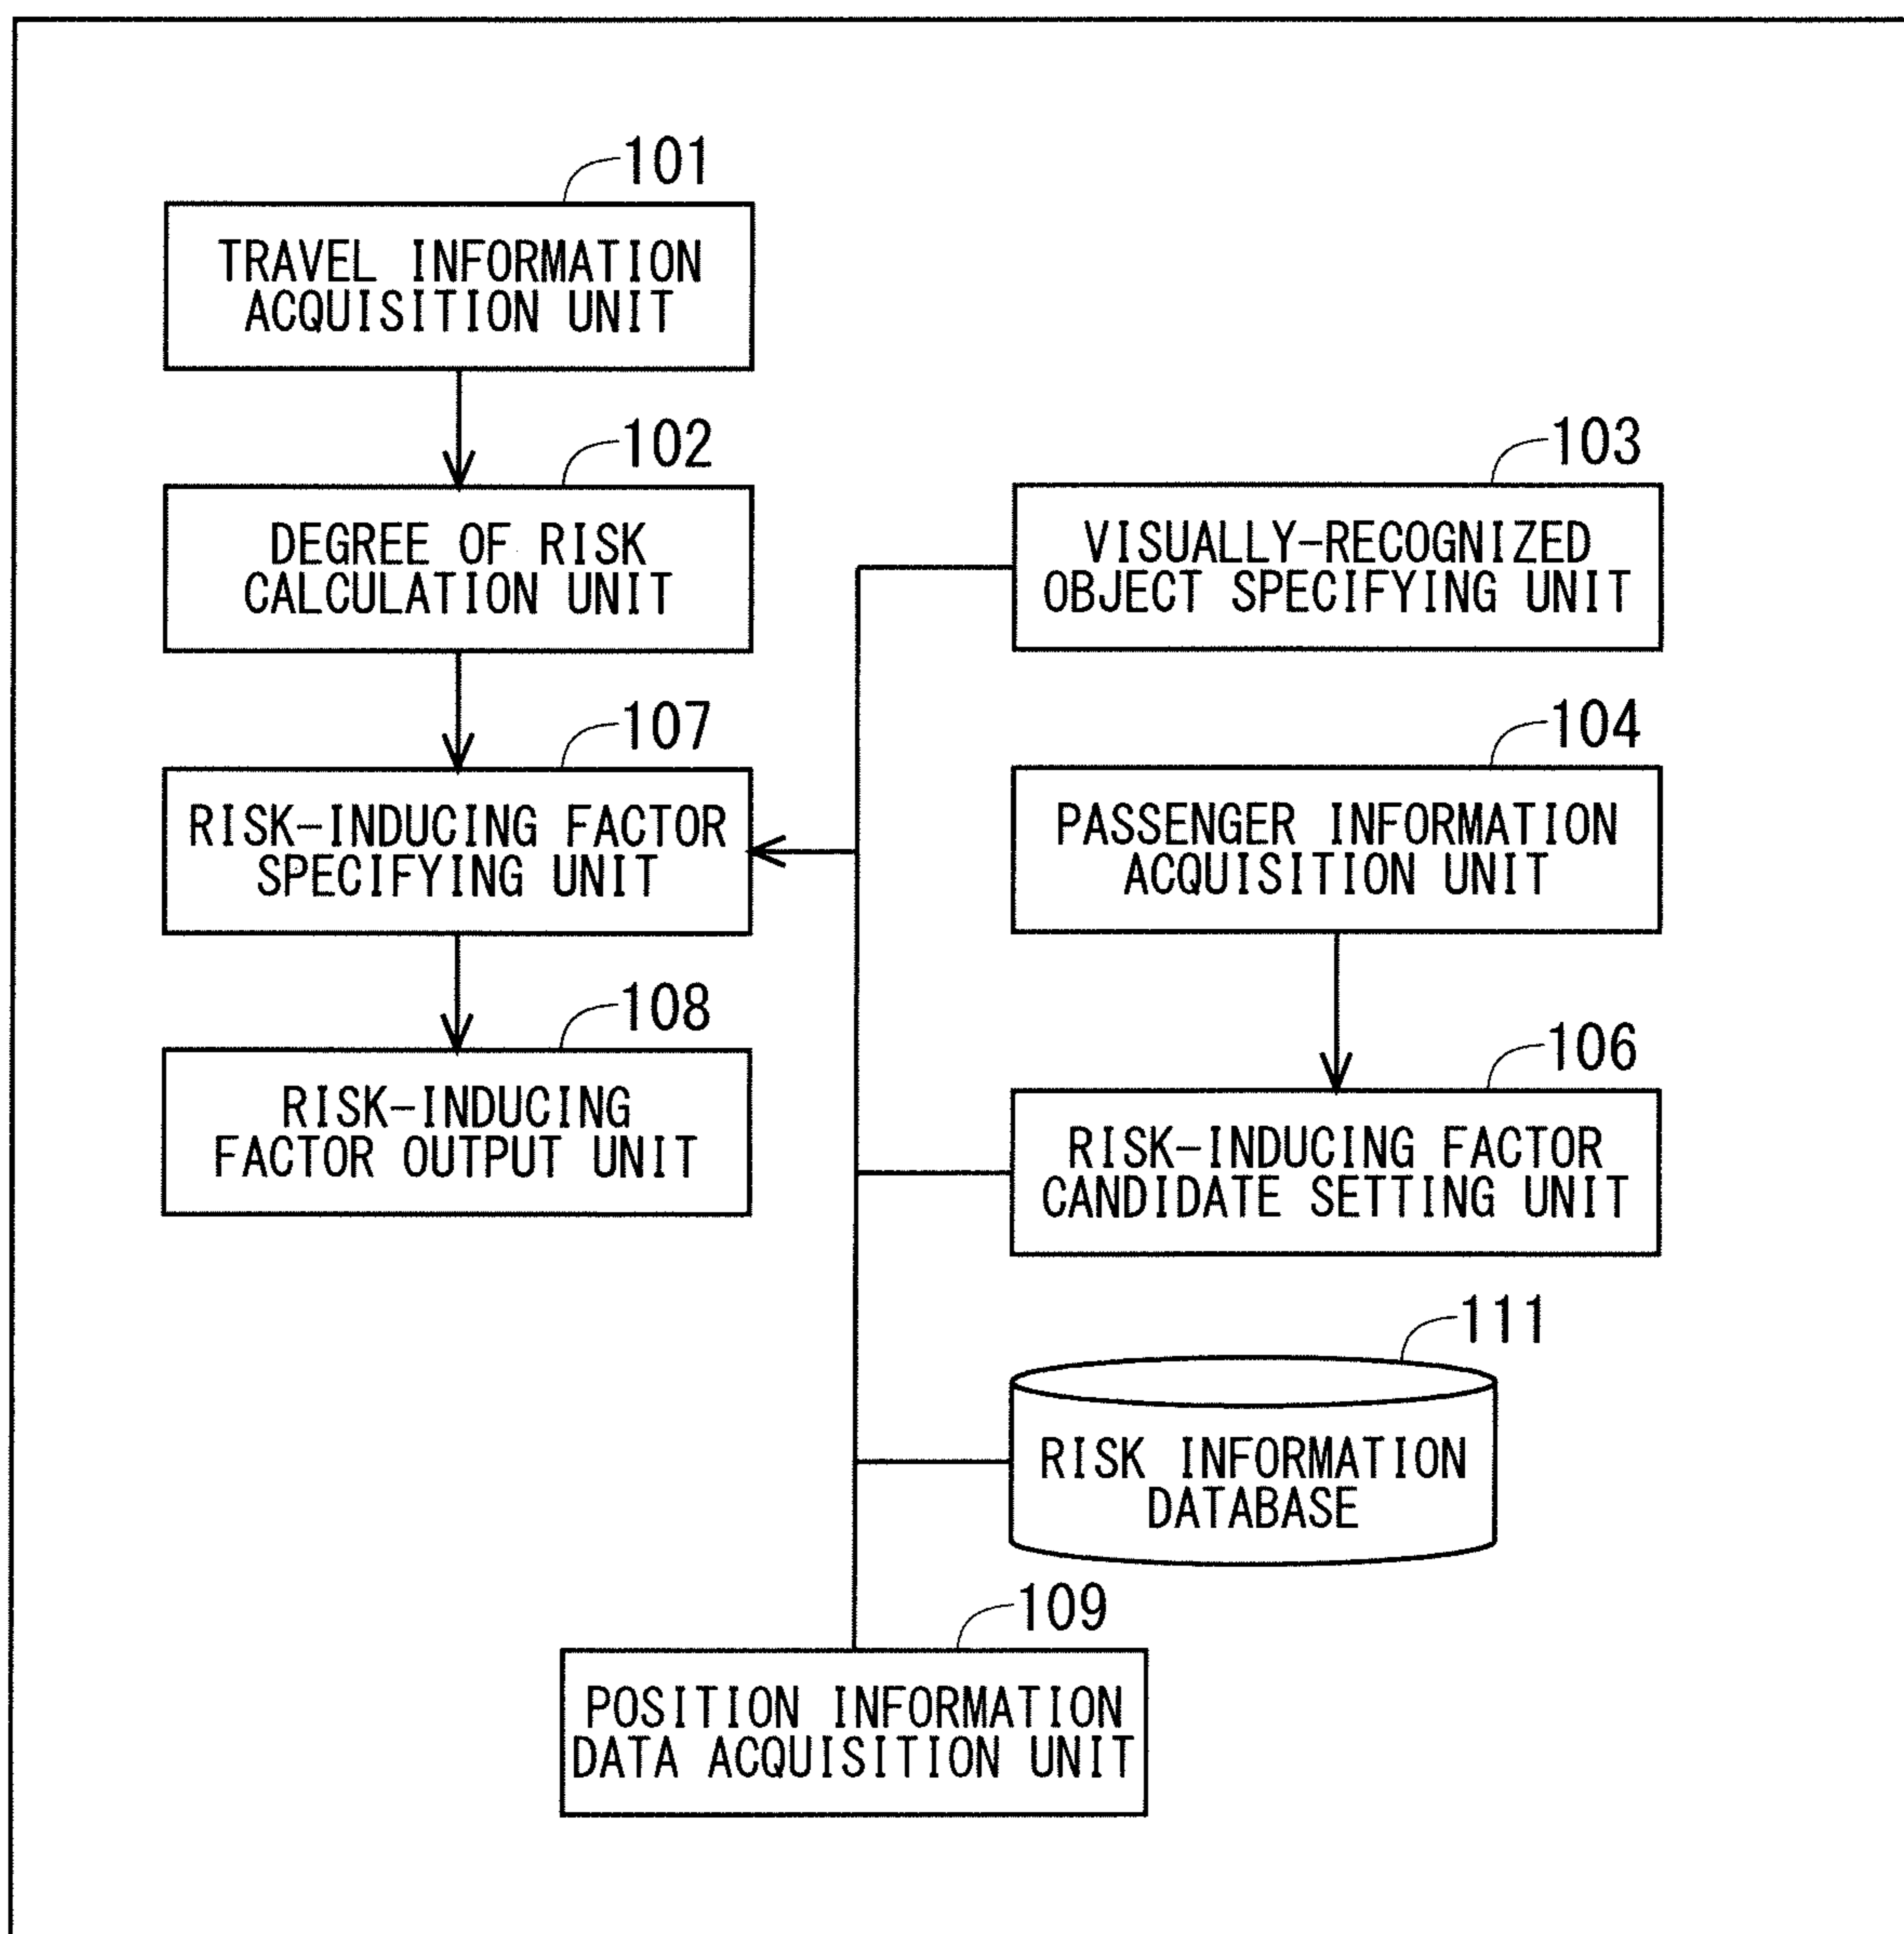 101
TRAVEL INFORMATION
ACQUISITION UNIT
102
DEGREE OF RISK
CALCULATION UNIT
103
VISUALLY-RECOGNIZED
OBJECT SPECIFYING UNIT
107
RISK-INDUCING FACTOR
SPECIFYING UNIT
104
PASSENGER INFORMATION
ACQUISITION UNIT
108
RISK-INDUCING
FACTOR OUTPUT UNIT
106
RISK-INDUCING FACTOR
CANDIDATE SETTING UNIT
111
RISK INFORMATION
DATABASE
109
POSITION INFORMATION
DATA ACQUISITION UNIT